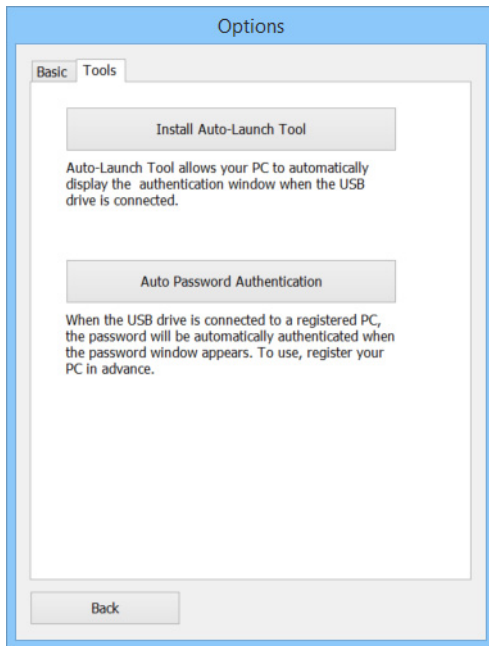 Options
Basic Tools
Install Auto-Launch Tool
Auto-Launch Tool allows your PC to automatically
display the authentication window when the USB
drive is connected.
Auto Password Authentication
When the USB drive is connected to a registered PC,
the password will be automatically authenticated when
the password window appears. To use, register your
PC in advance.
Back